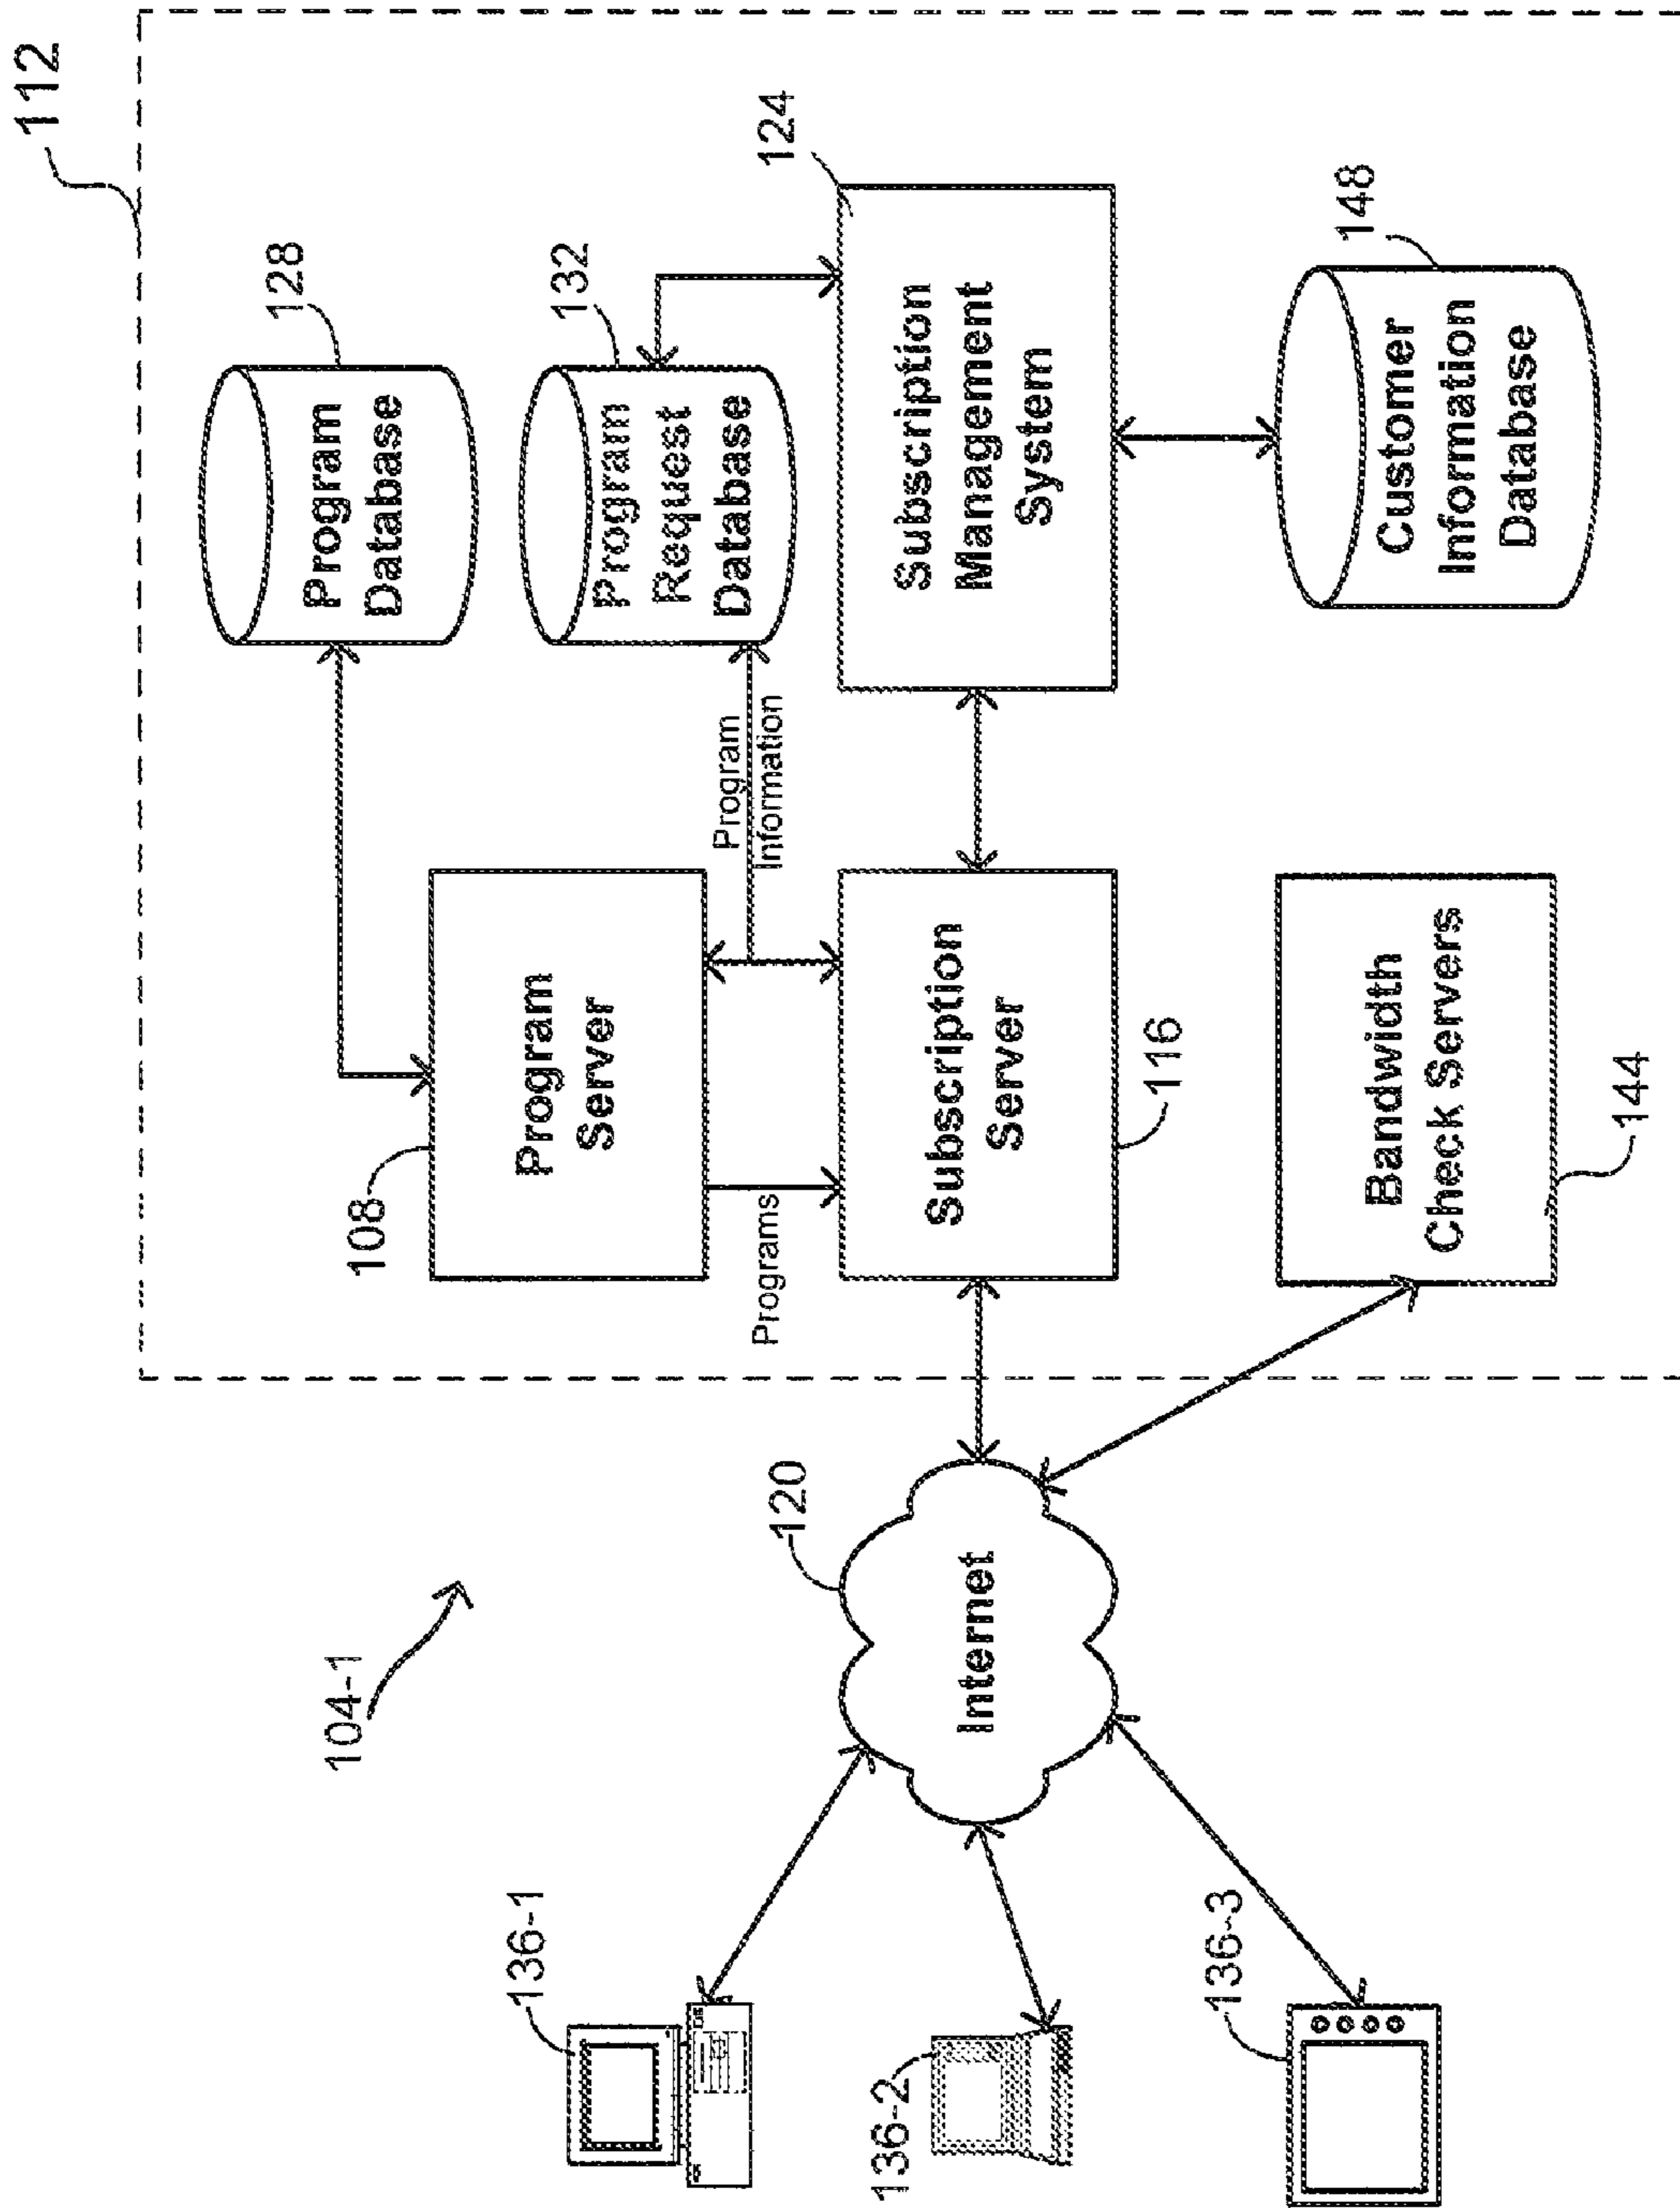 112
104-1
136-1
136-2
136-3
120
Internet
108
Program
Server
Programs
Program
Information
Program
Database
128
Program
Request
Database
132
Subscription
Server
116
Subscription
Management
System
124
Bandwidth
Check Servers
144
Customer
Information
Database
148